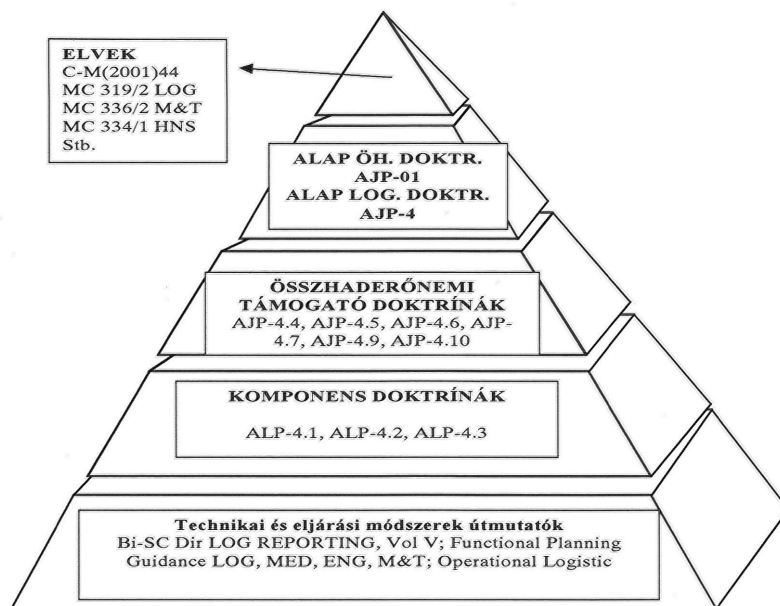 ELVEK
C-M(2001)44
MC 319/2 LOG
MC 336/2 M&T
MC 334/1 HNS
Stb.
ALAP ÖH. DOKTR.
AJP-01
ALAP LOG. DOKTR.
AJP-4
ÖSSZHADERŐNEMI
TÁMOGATÓ DOKTRÍNÁK
AJP-4.4, AJP-4.5, AJP-4.6, AJP-
4.7, AJP-4.9, AJP-4.10
KOMPONENS DOKTRÍNÁK
ALP-4.1, ALP-4.2, ALP-4.3
Technikai és eljárási módszerek útmutatók
Bi-SC Dir LOG REPORTING, Vol V; Functional Planning
Guidance LOG, MED, ENG, M&T; Operational Logistic